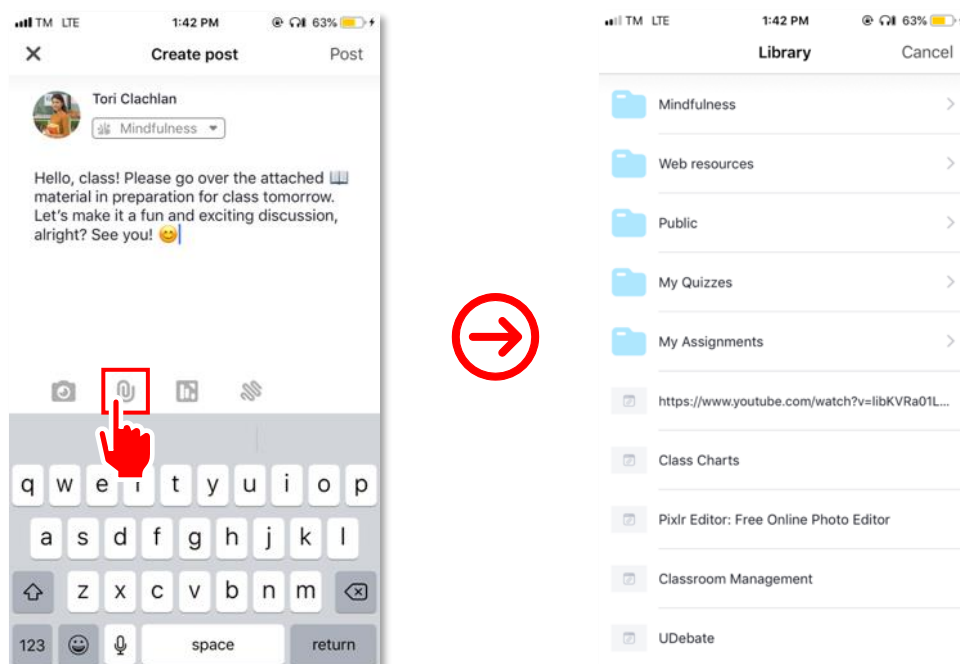 TM LTE 1:42 PM 63%
Create post Post
Tori Clachlan
Mindfulness
Hello, class! Please go over the attached 📖
material in preparation for class tomorrow.
Let's make it a fun and exciting discussion,
alright? See you! 😊
q w e t y u i o p
a s d f g h j k l
z x c v b n m
123 space return
TM LTE 1:42 PM 63%
Library Cancel
Mindfulness
Web resources
Public
My Quizzes
My Assignments
https://www.youtube.com/watch?v=libKVRa01L...
Class Charts
Pixlr Editor: Free Online Photo Editor
Classroom Management
UDebate